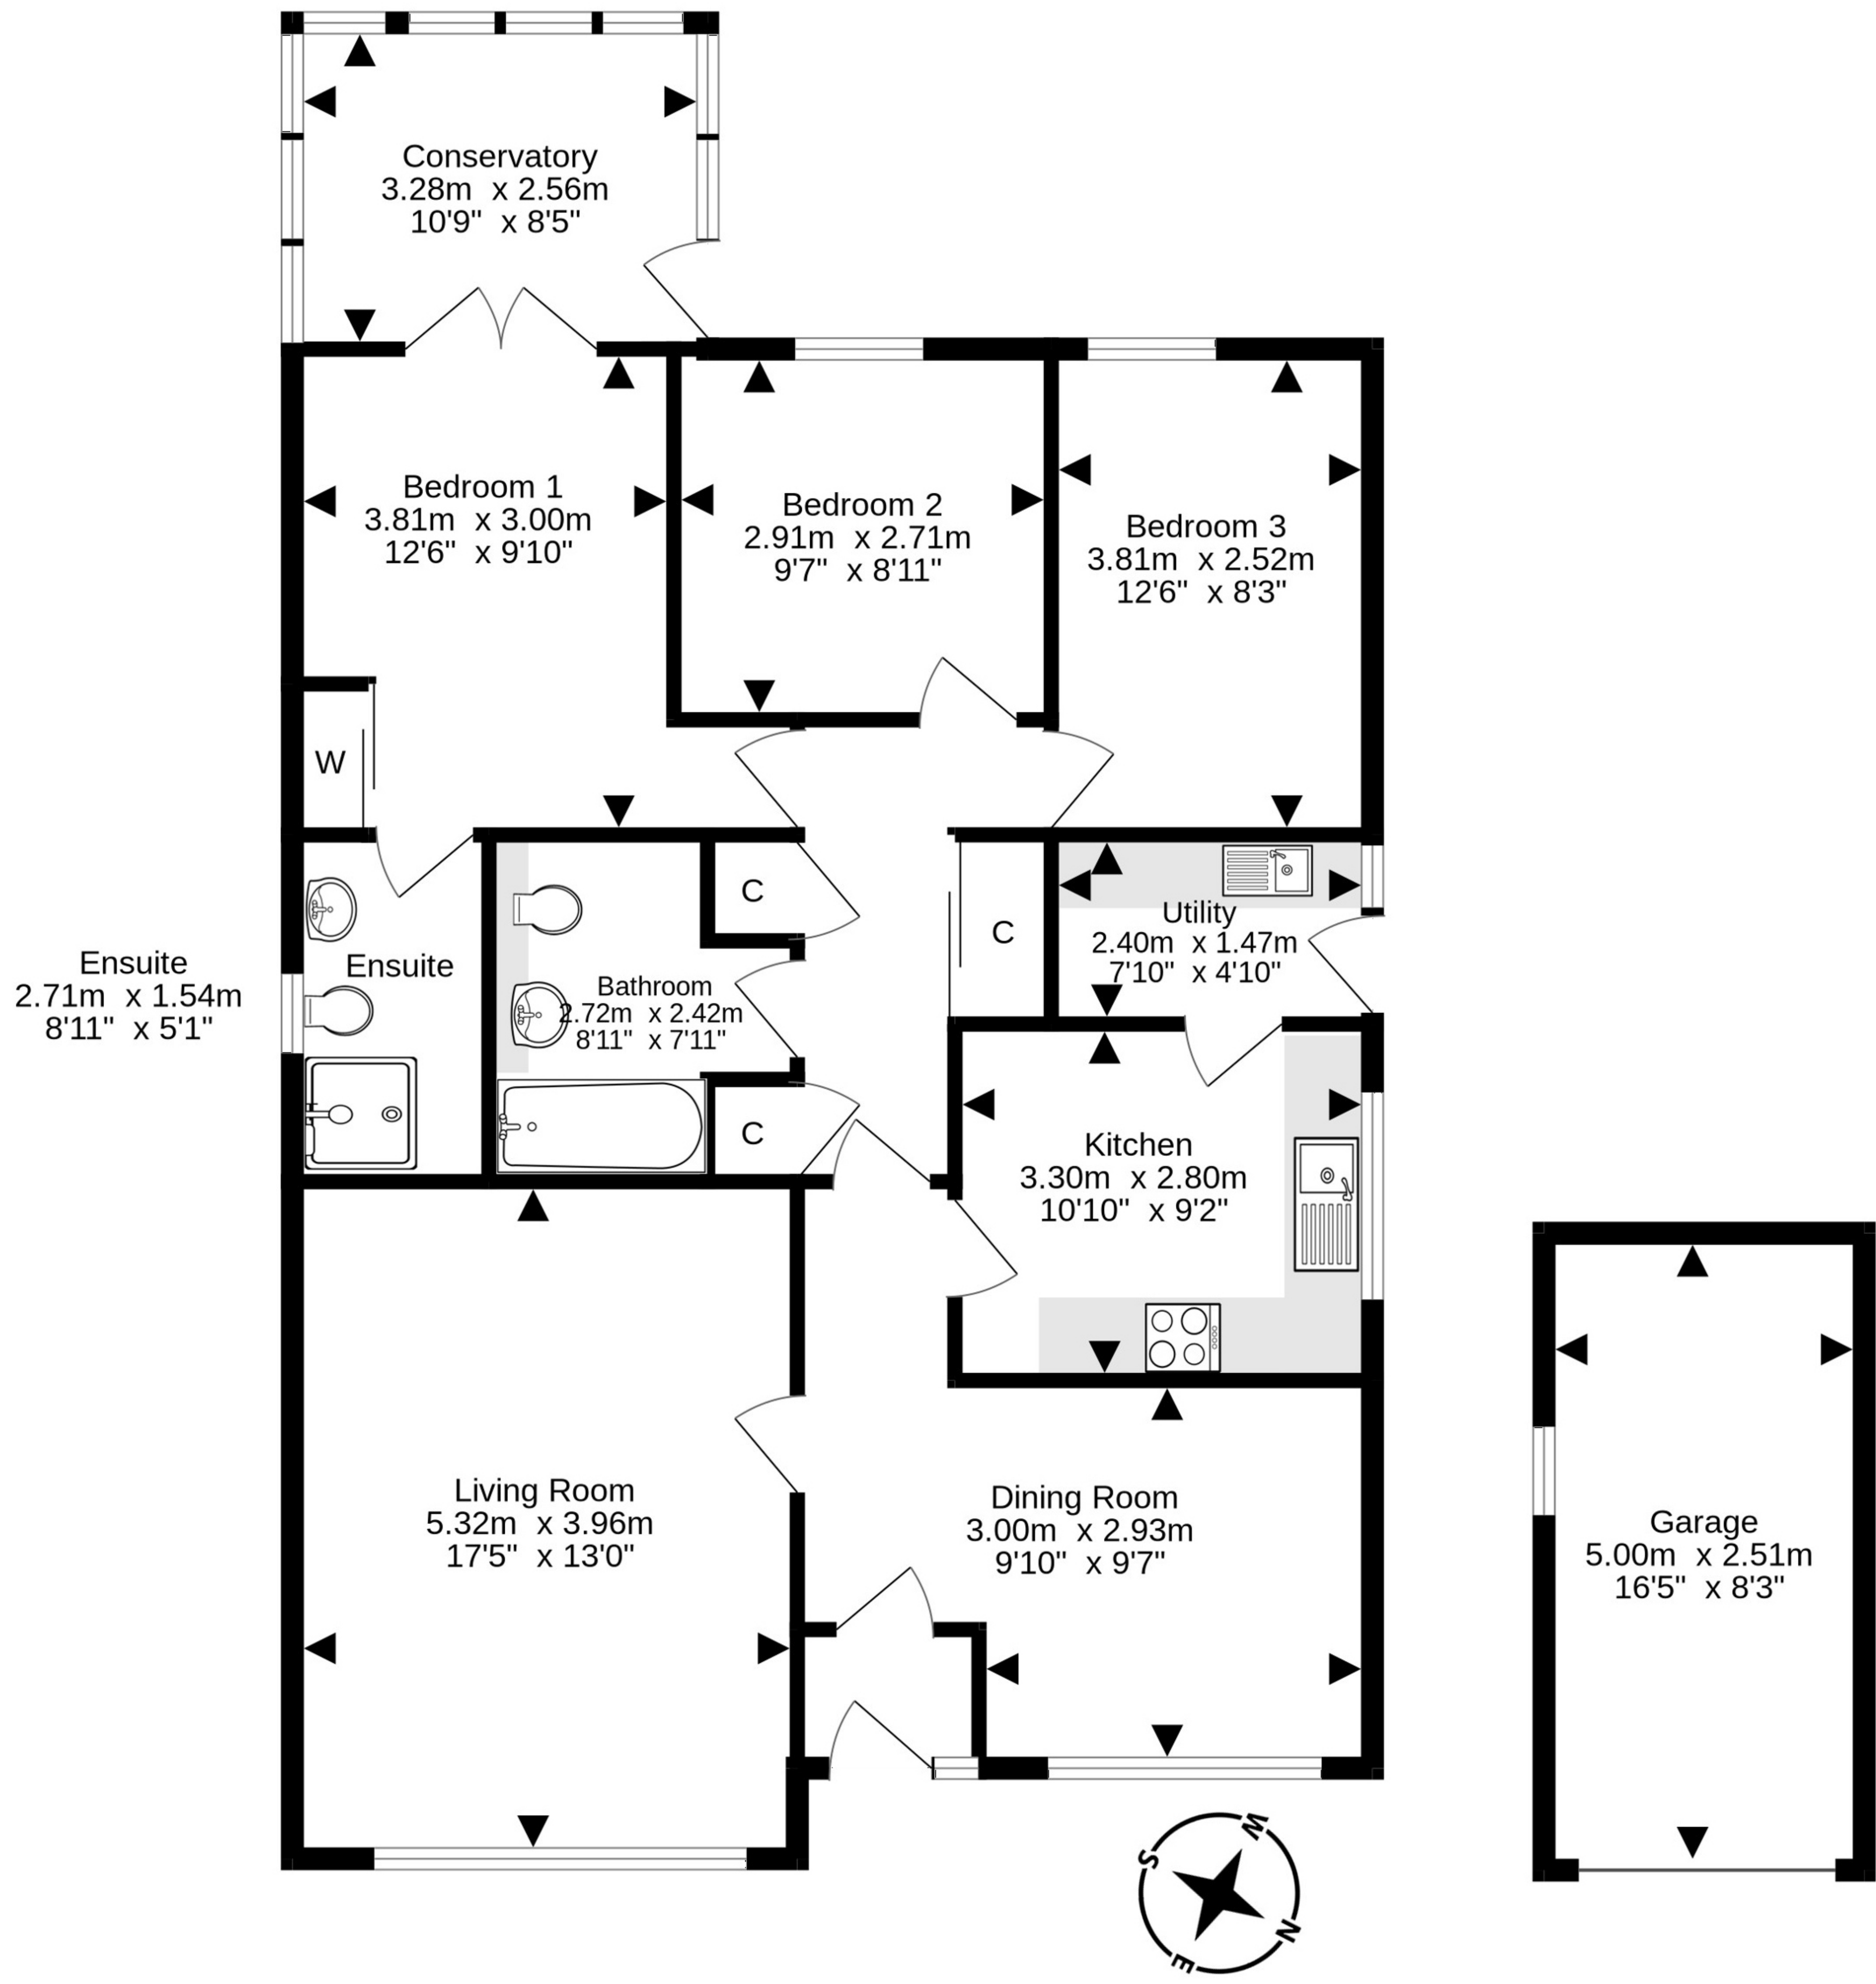 Conservatory
3.28m x 2.56m
10'9" x 8'5"
Bedroom 1
3.81m x 3.00m
12'6" x 9'10"
Bedroom 2
2.91m x 2.71m
9'7" x 8'11"
Bedroom 3
3.81m x 2.52m
12'6" x 8'3"
W
C
C
Utility
2.40m x 1.47m
7'10" x 4'10"
Ensuite
2.71m x 1.54m
8'11" x 5'1"
Ensuite
Bathroom
2.72m x 2.42m
8'11" x 7'11"
C
Kitchen
3.30m x 2.80m
10'10" x 9'2"
Living Room
5.32m x 3.96m
17'5" x 13'0"
Dining Room
3.00m x 2.93m
9'10" x 9'7"
Garage
5.00m x 2.51m
16'5" x 8'3"
W
S
N
E